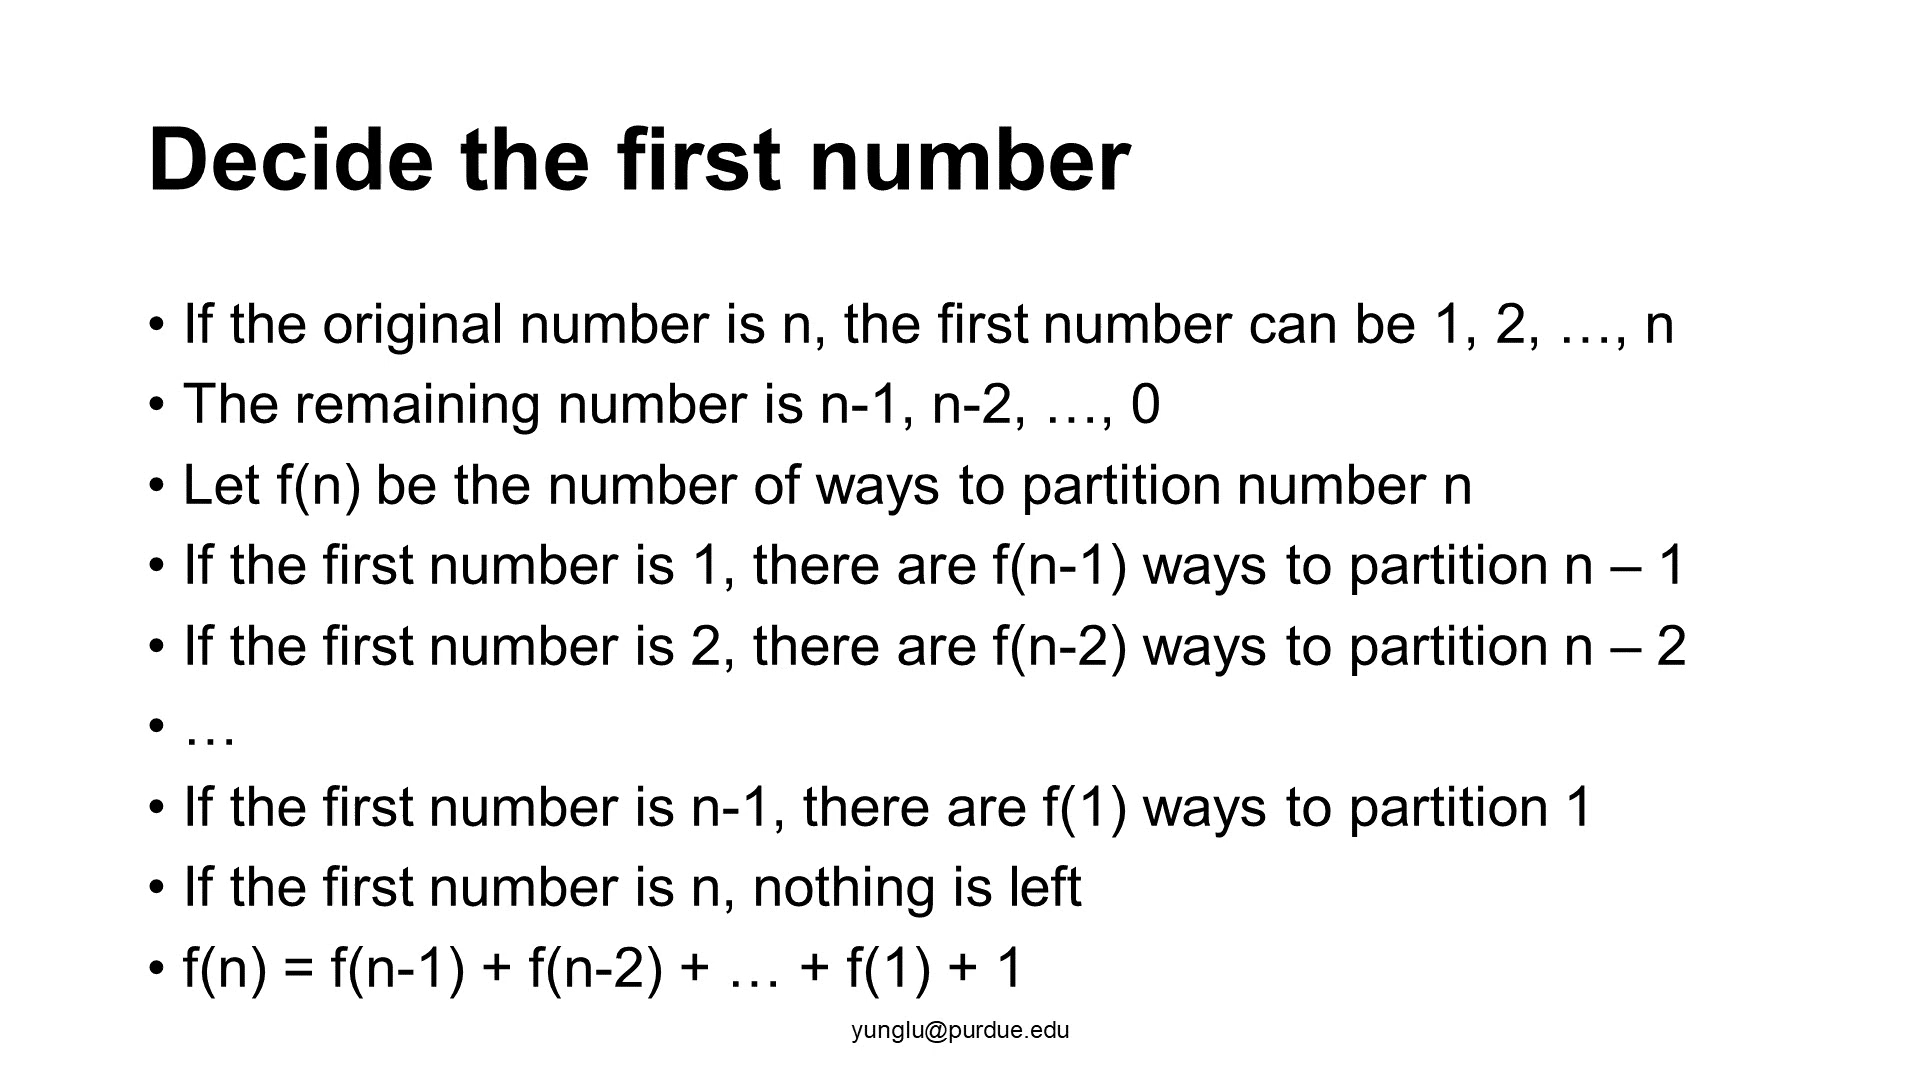 Decide the first number
• If the original number is n, the first number can be 1, 2, …, n
• The remaining number is n-1, n-2, …, 0
• Let f(n) be the number of ways to partition number n
• If the first number is 1, there are f(n-1) ways to partition n – 1
• If the first number is 2, there are f(n-2) ways to partition n – 2
• …
• If the first number is n-1, there are f(1) ways to partition 1
• If the first number is n, nothing is left
• f(n) = f(n-1) + f(n-2) + … + f(1) + 1
yunglu@purdue.edu